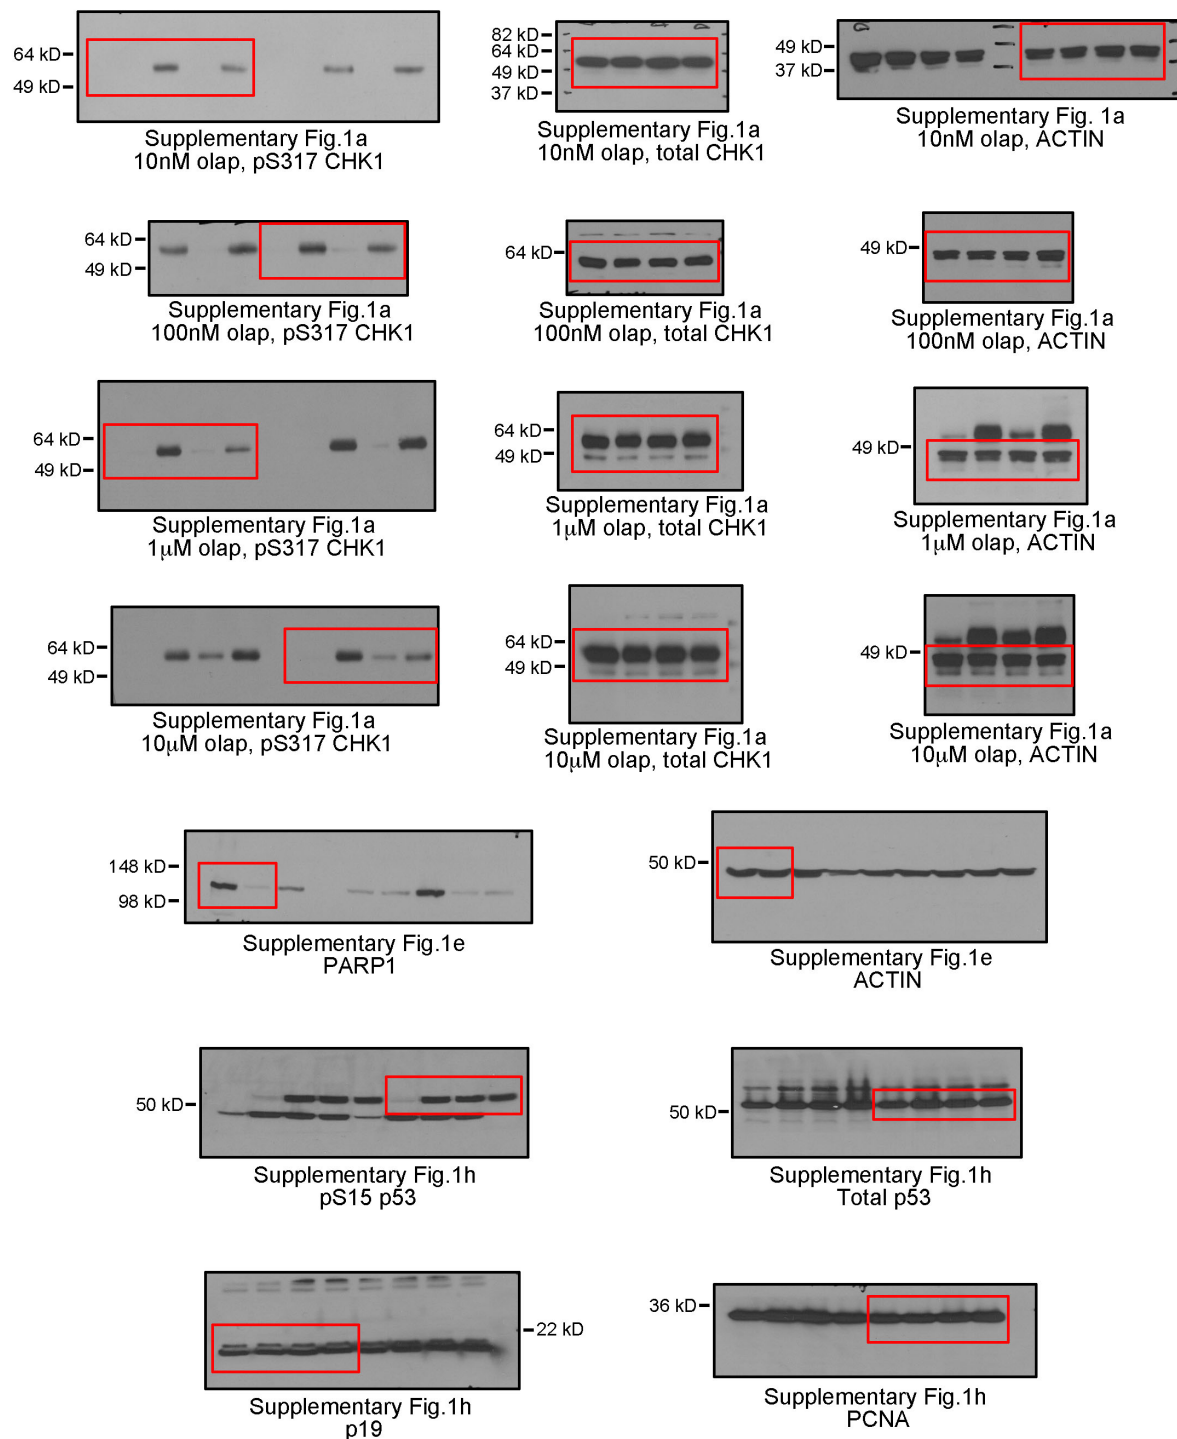 64 kD
49 kD
Supplementary Fig.1a
10nM olap, pS317 CHK1
82 kD
64 kD
49 kD
37 kD
Supplementary Fig.1a
10nM olap, total CHK1
49 kD
37 kD
Supplementary Fig. 1a
10nM olap, ACTIN
64 kD
49 kD
Supplementary Fig.1a
100nM olap, pS317 CHK1
64 kD
Supplementary Fig.1a
100nM olap, total CHK1
49 kD
Supplementary Fig.1a
100nM olap, ACTIN
64 kD
49 kD
Supplementary Fig.1a
1μM olap, pS317 CHK1
64 kD
49 kD
Supplementary Fig.1a
1μM olap, total CHK1
49 kD
Supplementary Fig.1a
1μM olap, ACTIN
64 kD
49 kD
Supplementary Fig.1a
10μM olap, pS317 CHK1
64 kD
49 kD
Supplementary Fig.1a
10μM olap, total CHK1
49 kD
Supplementary Fig.1a
10μM olap, ACTIN
148 kD
98 kD
Supplementary Fig.1e
PARP1
50 kD
Supplementary Fig.1e
ACTIN
50 kD
Supplementary Fig.1h
pS15 p53
50 kD
Supplementary Fig.1h
Total p53
22 kD
Supplementary Fig.1h
p19
36 kD
Supplementary Fig.1h
PCNA